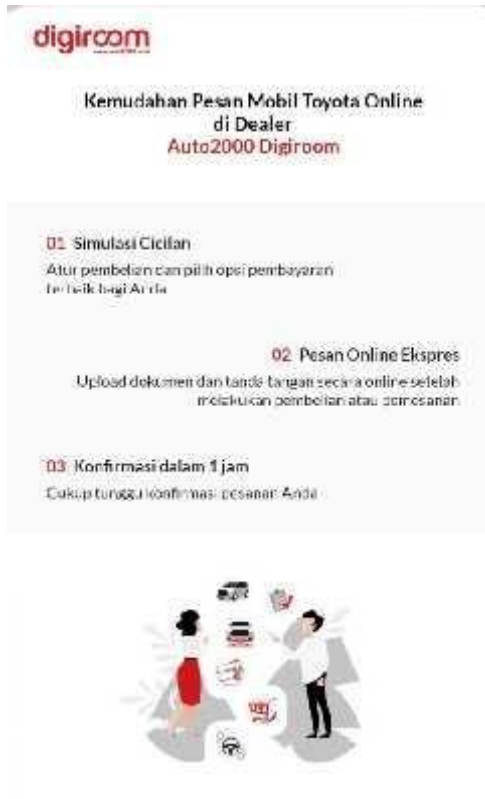 digiroom
Kemudahan Pesan Mobil Toyota Online
di Dealer
Auto2000 Digiroom
01 Simulasi Cicilan
Atur pembelian dan pilih opsi pembayaran
terbaik bagi Anda
02 Pesan Online Ekspres
Upload dokumen dan tanda tangan secara online setelah
melakukan pembelian atau pemesanan
03 Konfirmasi dalam 1 jam
Cukup tunggu konfirmasi pesanan Anda